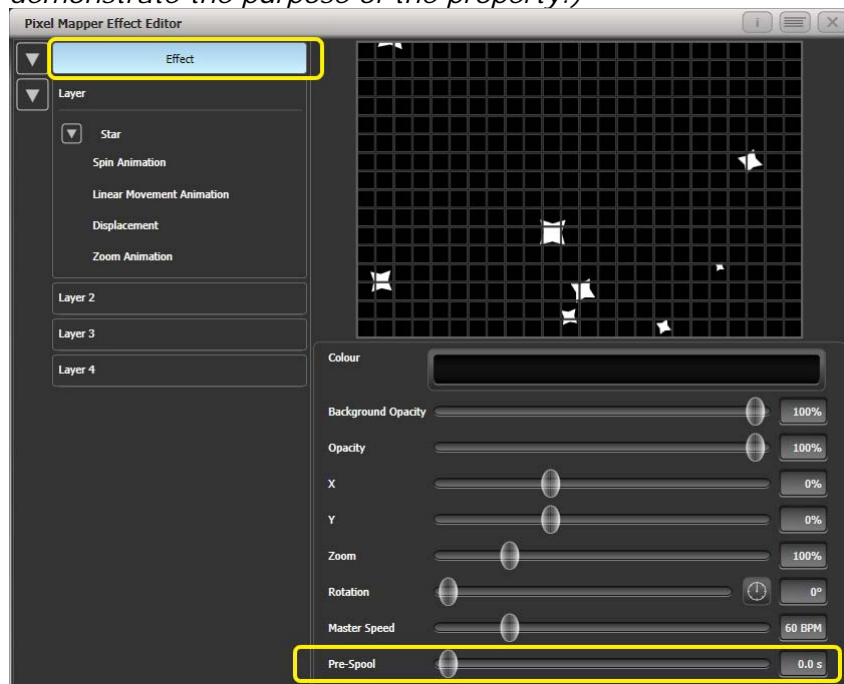 demonstrate the purpose of the property.)
Pixel Mapper Effect Editor
Effect
Layer
Star
Spin Animation
Linear Movement Animation
Displacement
Zoom Animation
Layer 2
Layer 3
Layer 4
Colour
Background Opacity 100%
Opacity 100%
X 0%
Y 0%
Zoom 100%
Rotation 0°
Master Speed 60 BPM
Pre-Spool 0.0 s